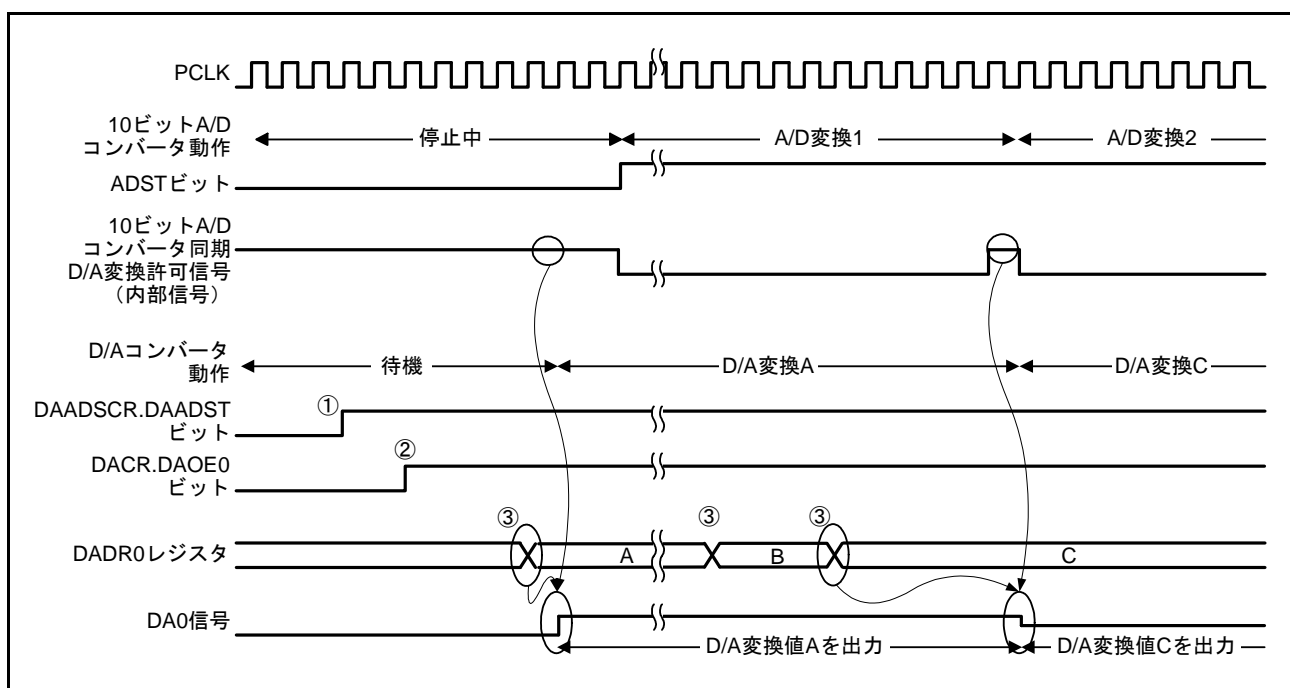 PCLK
10ビットA/D
コンバータ動作
停止中
A/D変換1
A/D変換2
ADSTビット
10ビットA/D
コンバータ同期
D/A変換許可信号
（内部信号）
D/Aコンバータ
動作
待機
D/A変換A
D/A変換C
DAADSCR.DAADST
ビット
①
DACR.DAOE0
ビット
②
③
③
③
DADR0レジスタ
A
B
C
DA0信号
D/A変換値Aを出力
D/A変換値Cを出力